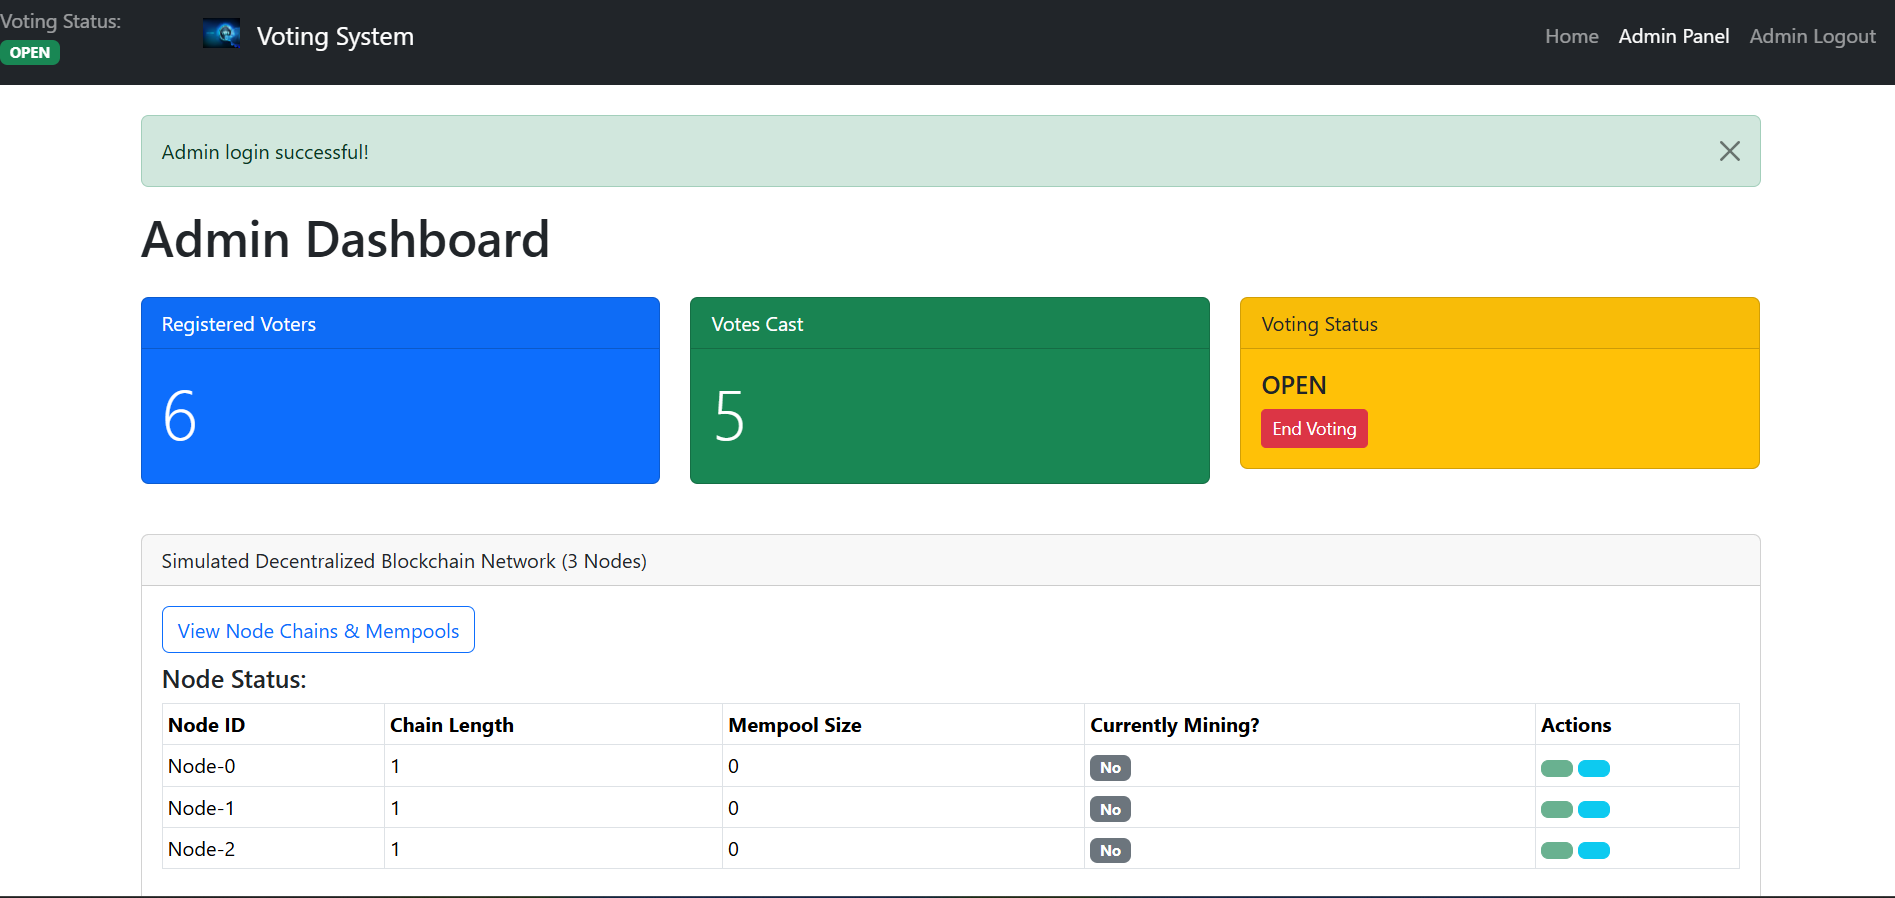 Voting Status:
OPEN
Voting System
Home Admin Panel Admin Logout
Admin login successful!
Admin Dashboard
Registered Voters
6
Votes Cast
5
Voting Status
OPEN
End Voting
Simulated Decentralized Blockchain Network (3 Nodes)
View Node Chains & Mempools
Node Status:
Node ID Chain Length Mempool Size Currently Mining? Actions
Node-0 1 0 No
Node-1 1 0 No
Node-2 1 0 No